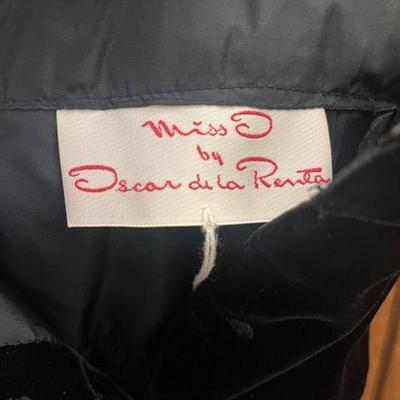 Miss O
by
Oscar de la Renta